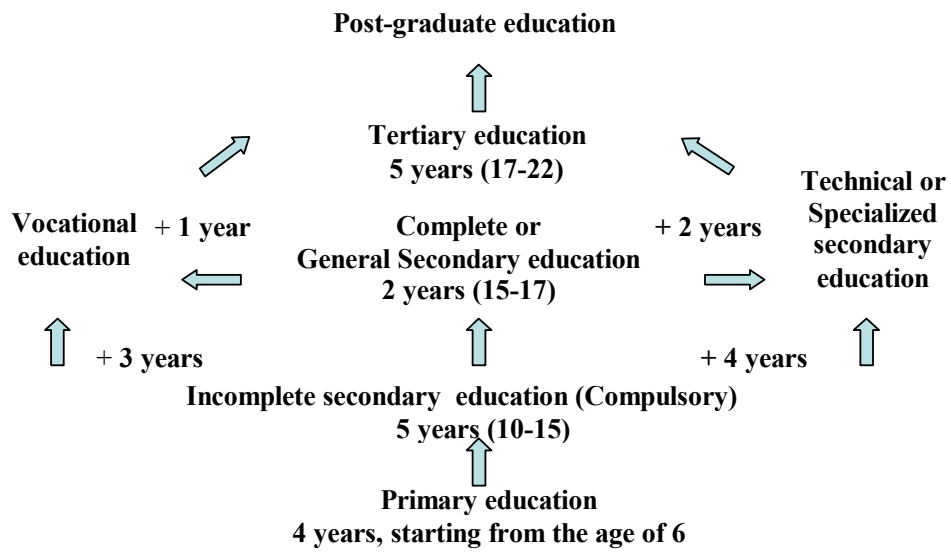 Post-graduate education
Tertiary education
5 years (17-22)
Vocational
education
+ 1 year
Complete or
General Secondary education
2 years (15-17)
+ 2 years
Technical or
Specialized
secondary
education
+ 3 years
+ 4 years
Incomplete secondary education (Compulsory)
5 years (10-15)
Primary education
4 years, starting from the age of 6